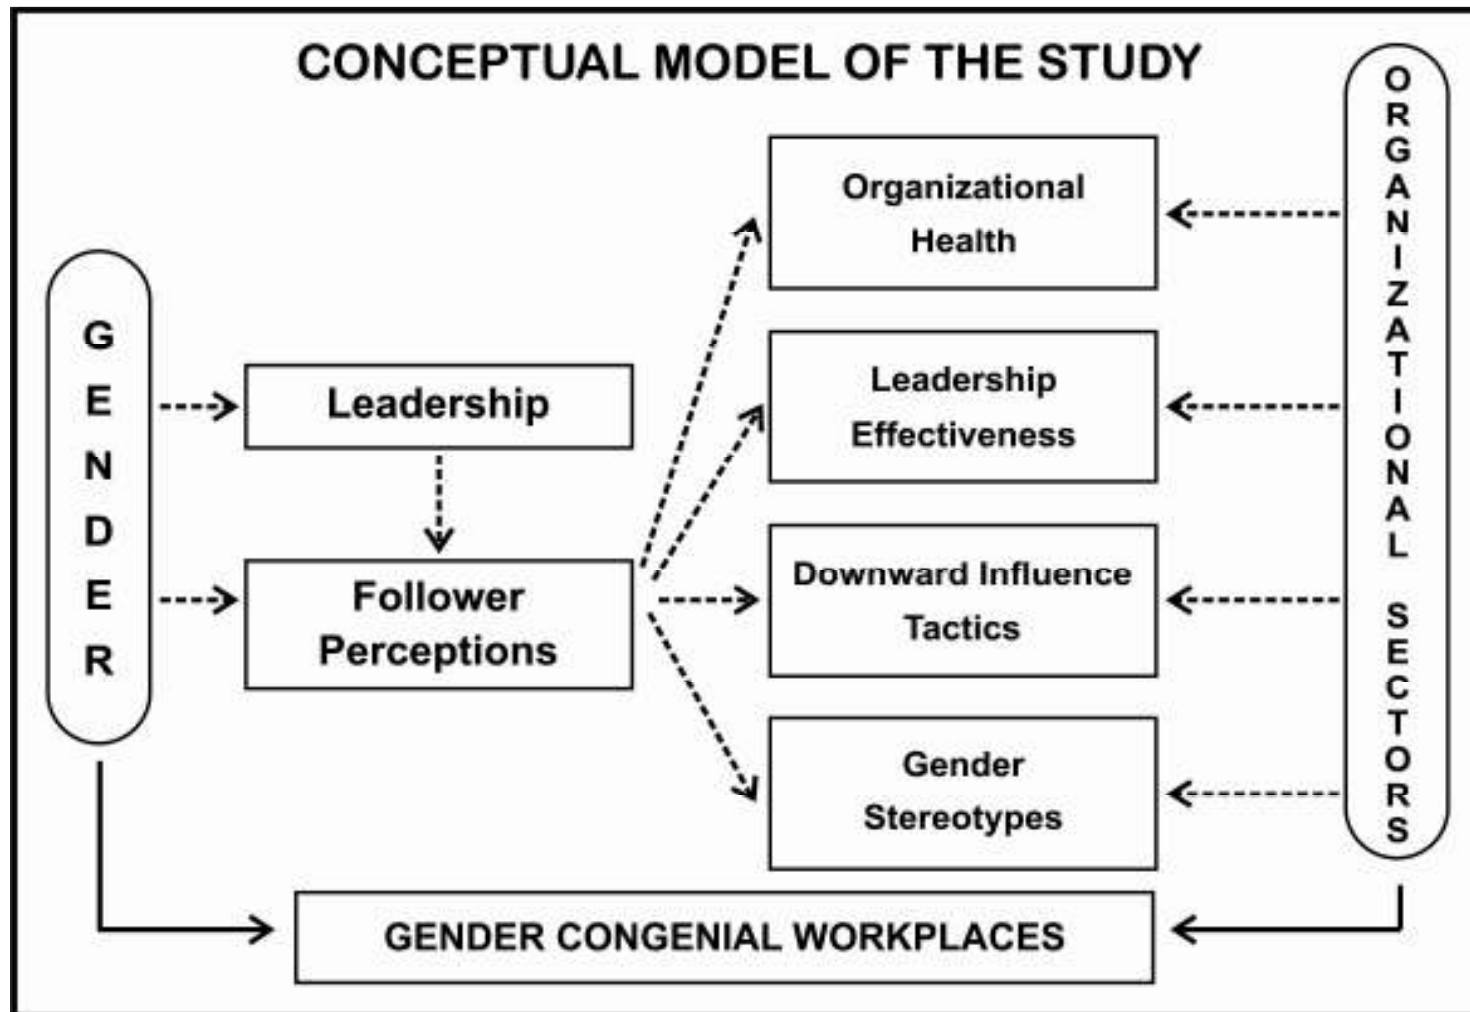 CONCEPTUAL MODEL OF THE STUDY
GENDER
Leadership
Follower
Perceptions
Organizational
Health
Leadership
Effectiveness
Downward Influence
Tactics
Gender
Stereotypes
ORGANIZATIONAL SECTORS
GENDER CONGENIAL WORKPLACES